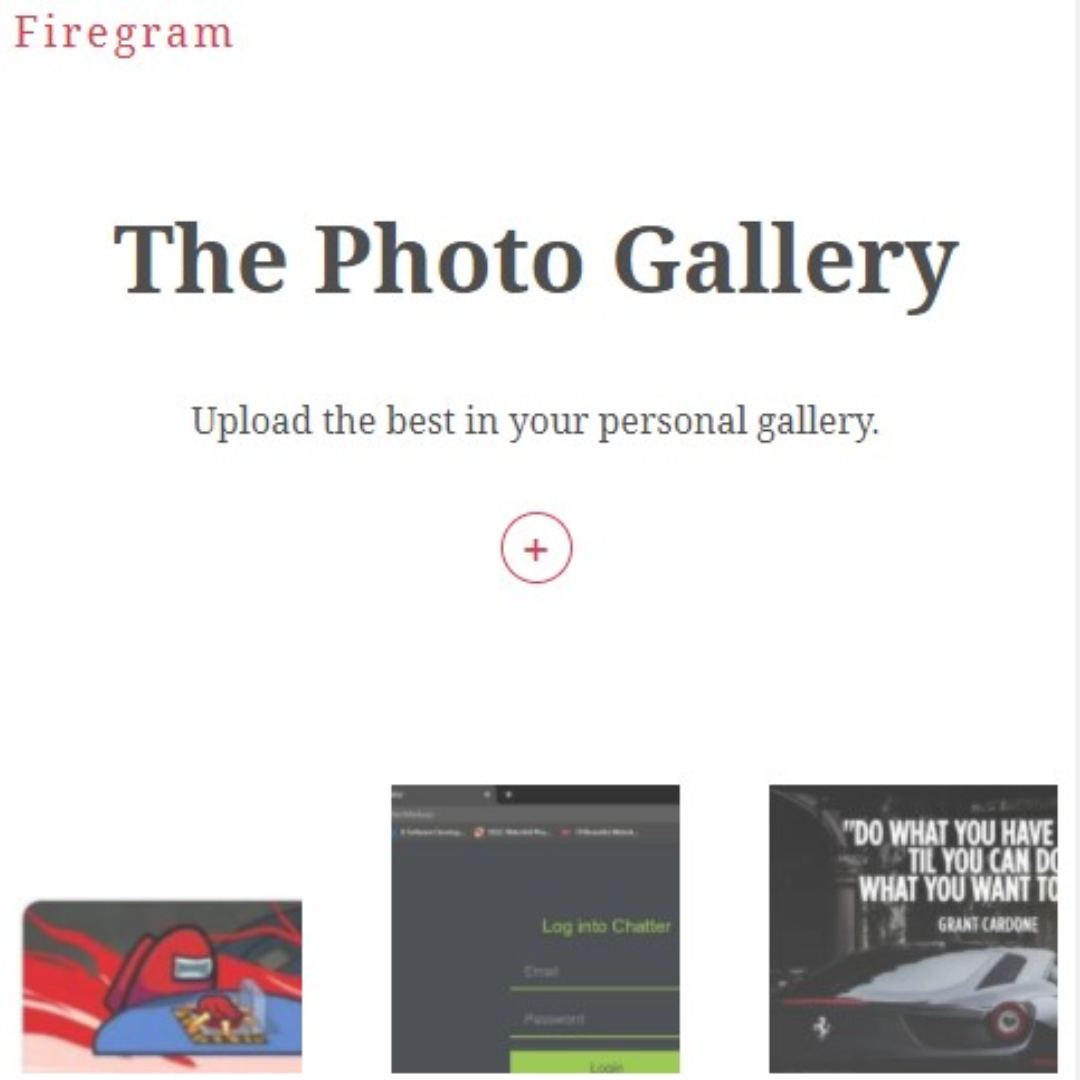 Firegram
The Photo Gallery
Upload the best in your personal gallery.
+
Log into Chatter
Email
Password
Login
"DO WHAT YOU HAVE
TIL YOU CAN DO
WHAT YOU WANT TO
GRANT CARDONE